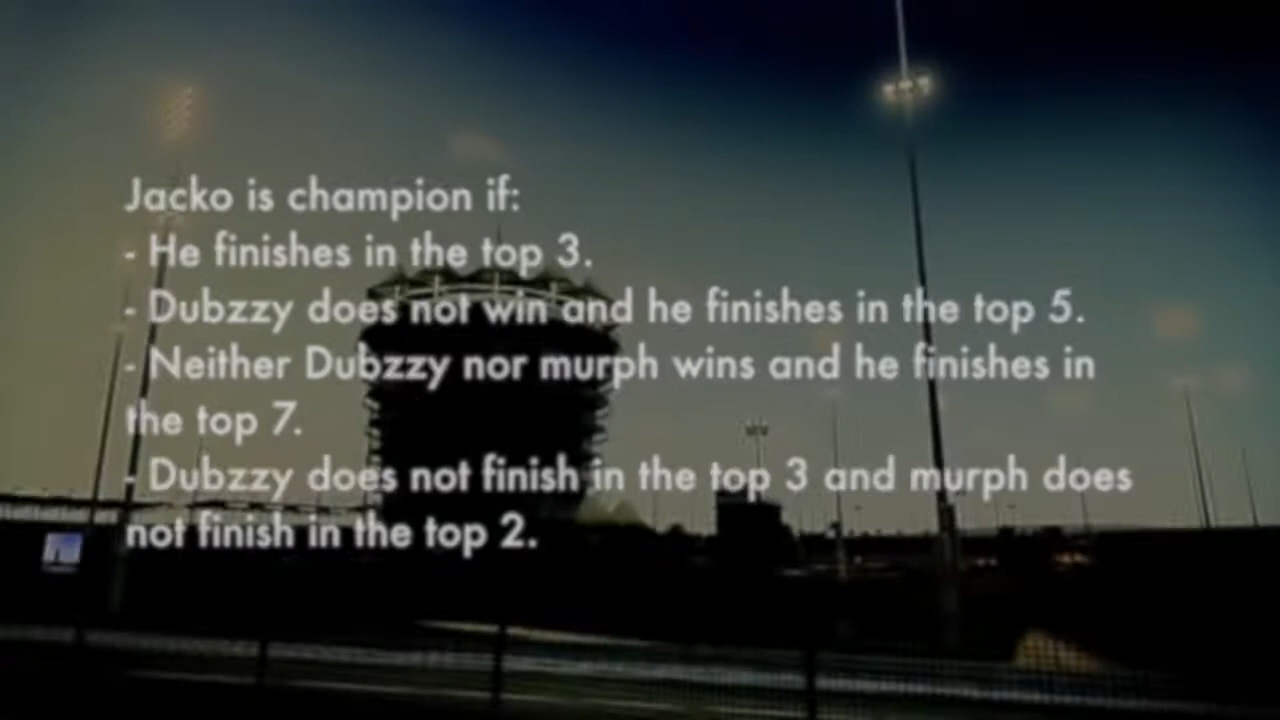 Jacko is champion if:
- He finishes in the top 3.
- Dubzzy does not win and he finishes in the top 5.
- Neither Dubzzy nor murph wins and he finishes in
the top 7.
- Dubzzy does not finish in the top 3 and murph does
not finish in the top 2.